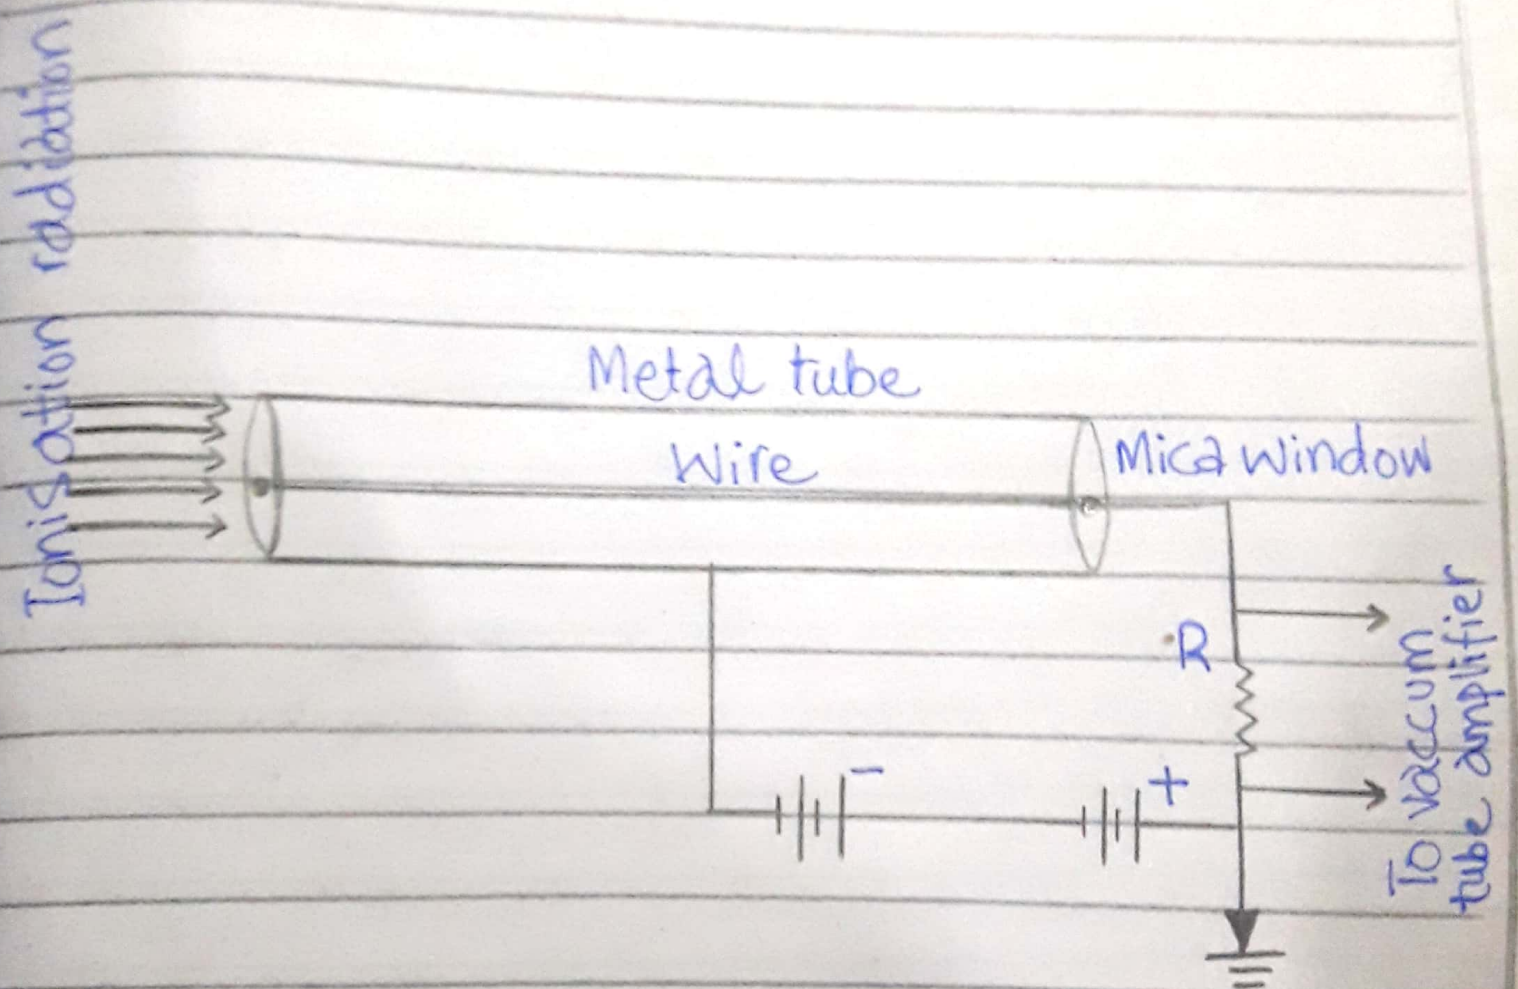 Ionisation radiation
Metal tube
Wire
Mica window
R
-
+
To vaccum
tube amplifier